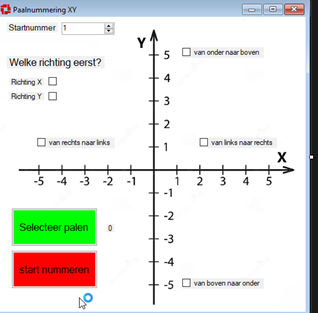 Paalnummering XY
Startnummer 1
Welke richting eerst?
Richting X
Richting Y
Y
van onder naar boven
5
4
3
2
1
van rechts naar links
van links naar rechts
X
-5 -4 -3 -2 -1 1 2 3 4 5
-1
-2
-3
-4
-5
Selecteer palen 0
start nummeren
van boven naar onder